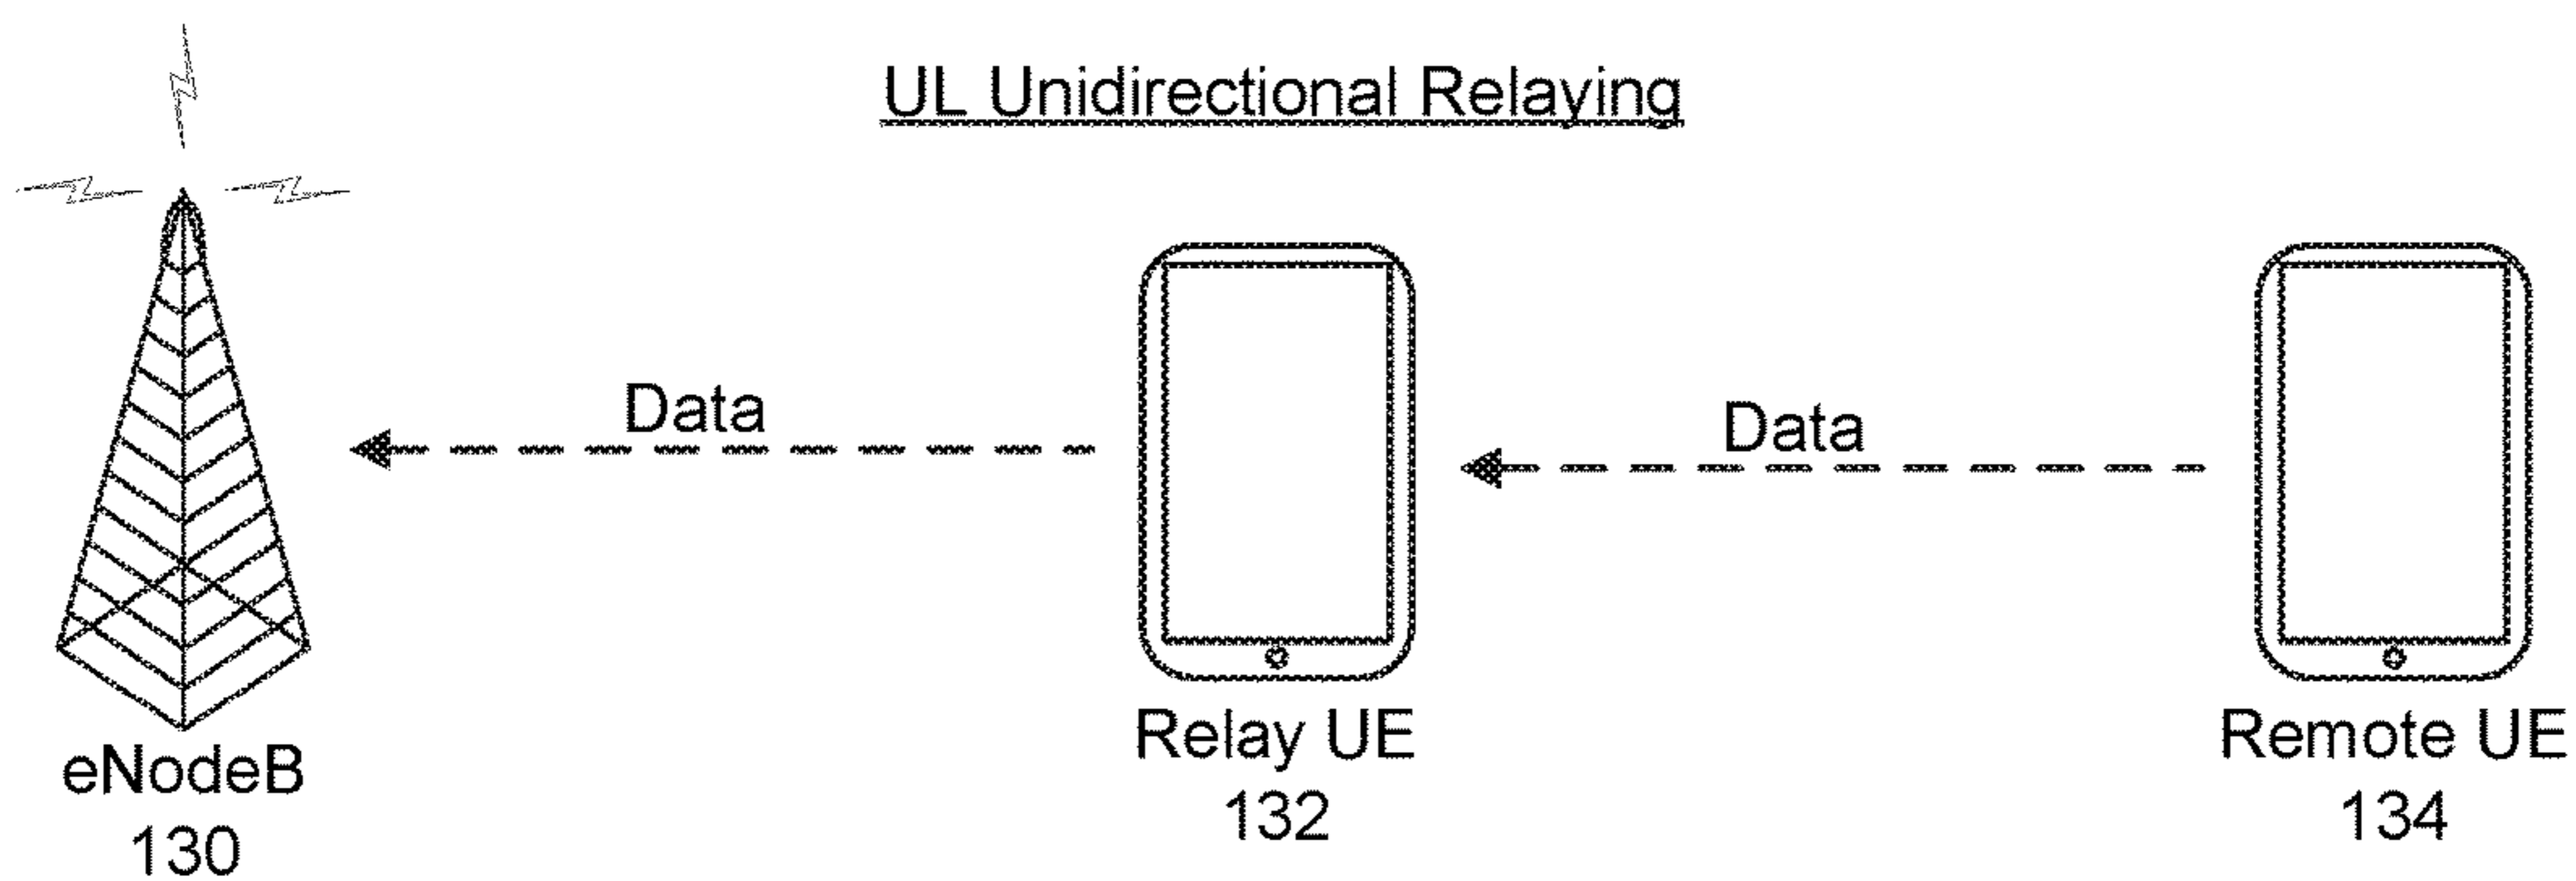 UL Unidirectional Relaying
Data
Data
eNodeB
130
Relay UE
132
Remote UE
134